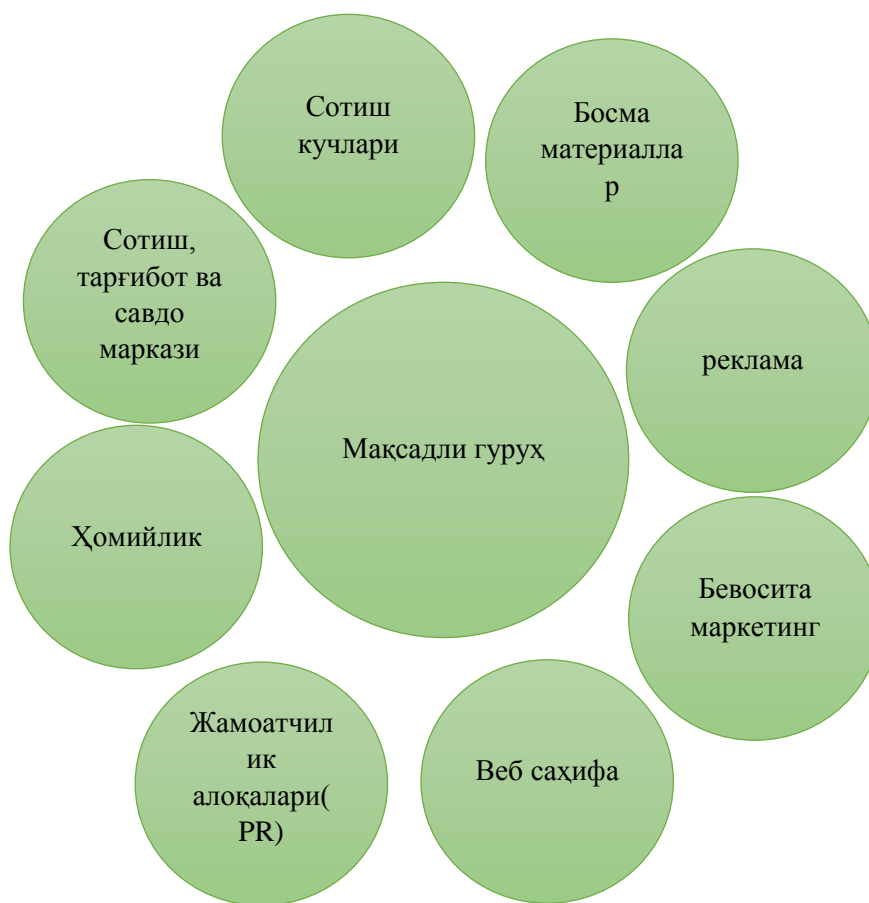 Сотиш
кучлари
Босма
материалла
р
Сотиш,
тарғибот ва
савдо
маркази
реклама
Мақсадли гуруҳ
Ҳомийлик
Бевосита
маркетинг
Жамоатчил
ик
алоқалари(
PR)
Веб саҳифа